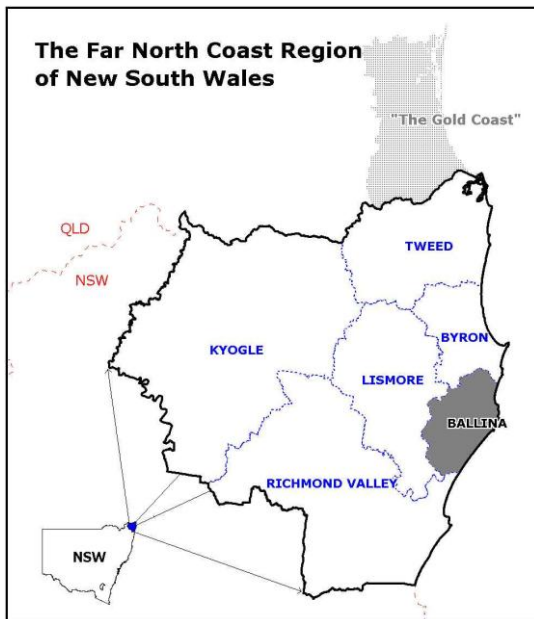 The Far North Coast Region
of New South Wales
"The Gold Coast"
QLD
NSW
TWEED
BYRON
KYOGLE
LISMORE
BALLINA
RICHMOND VALLEY
NSW